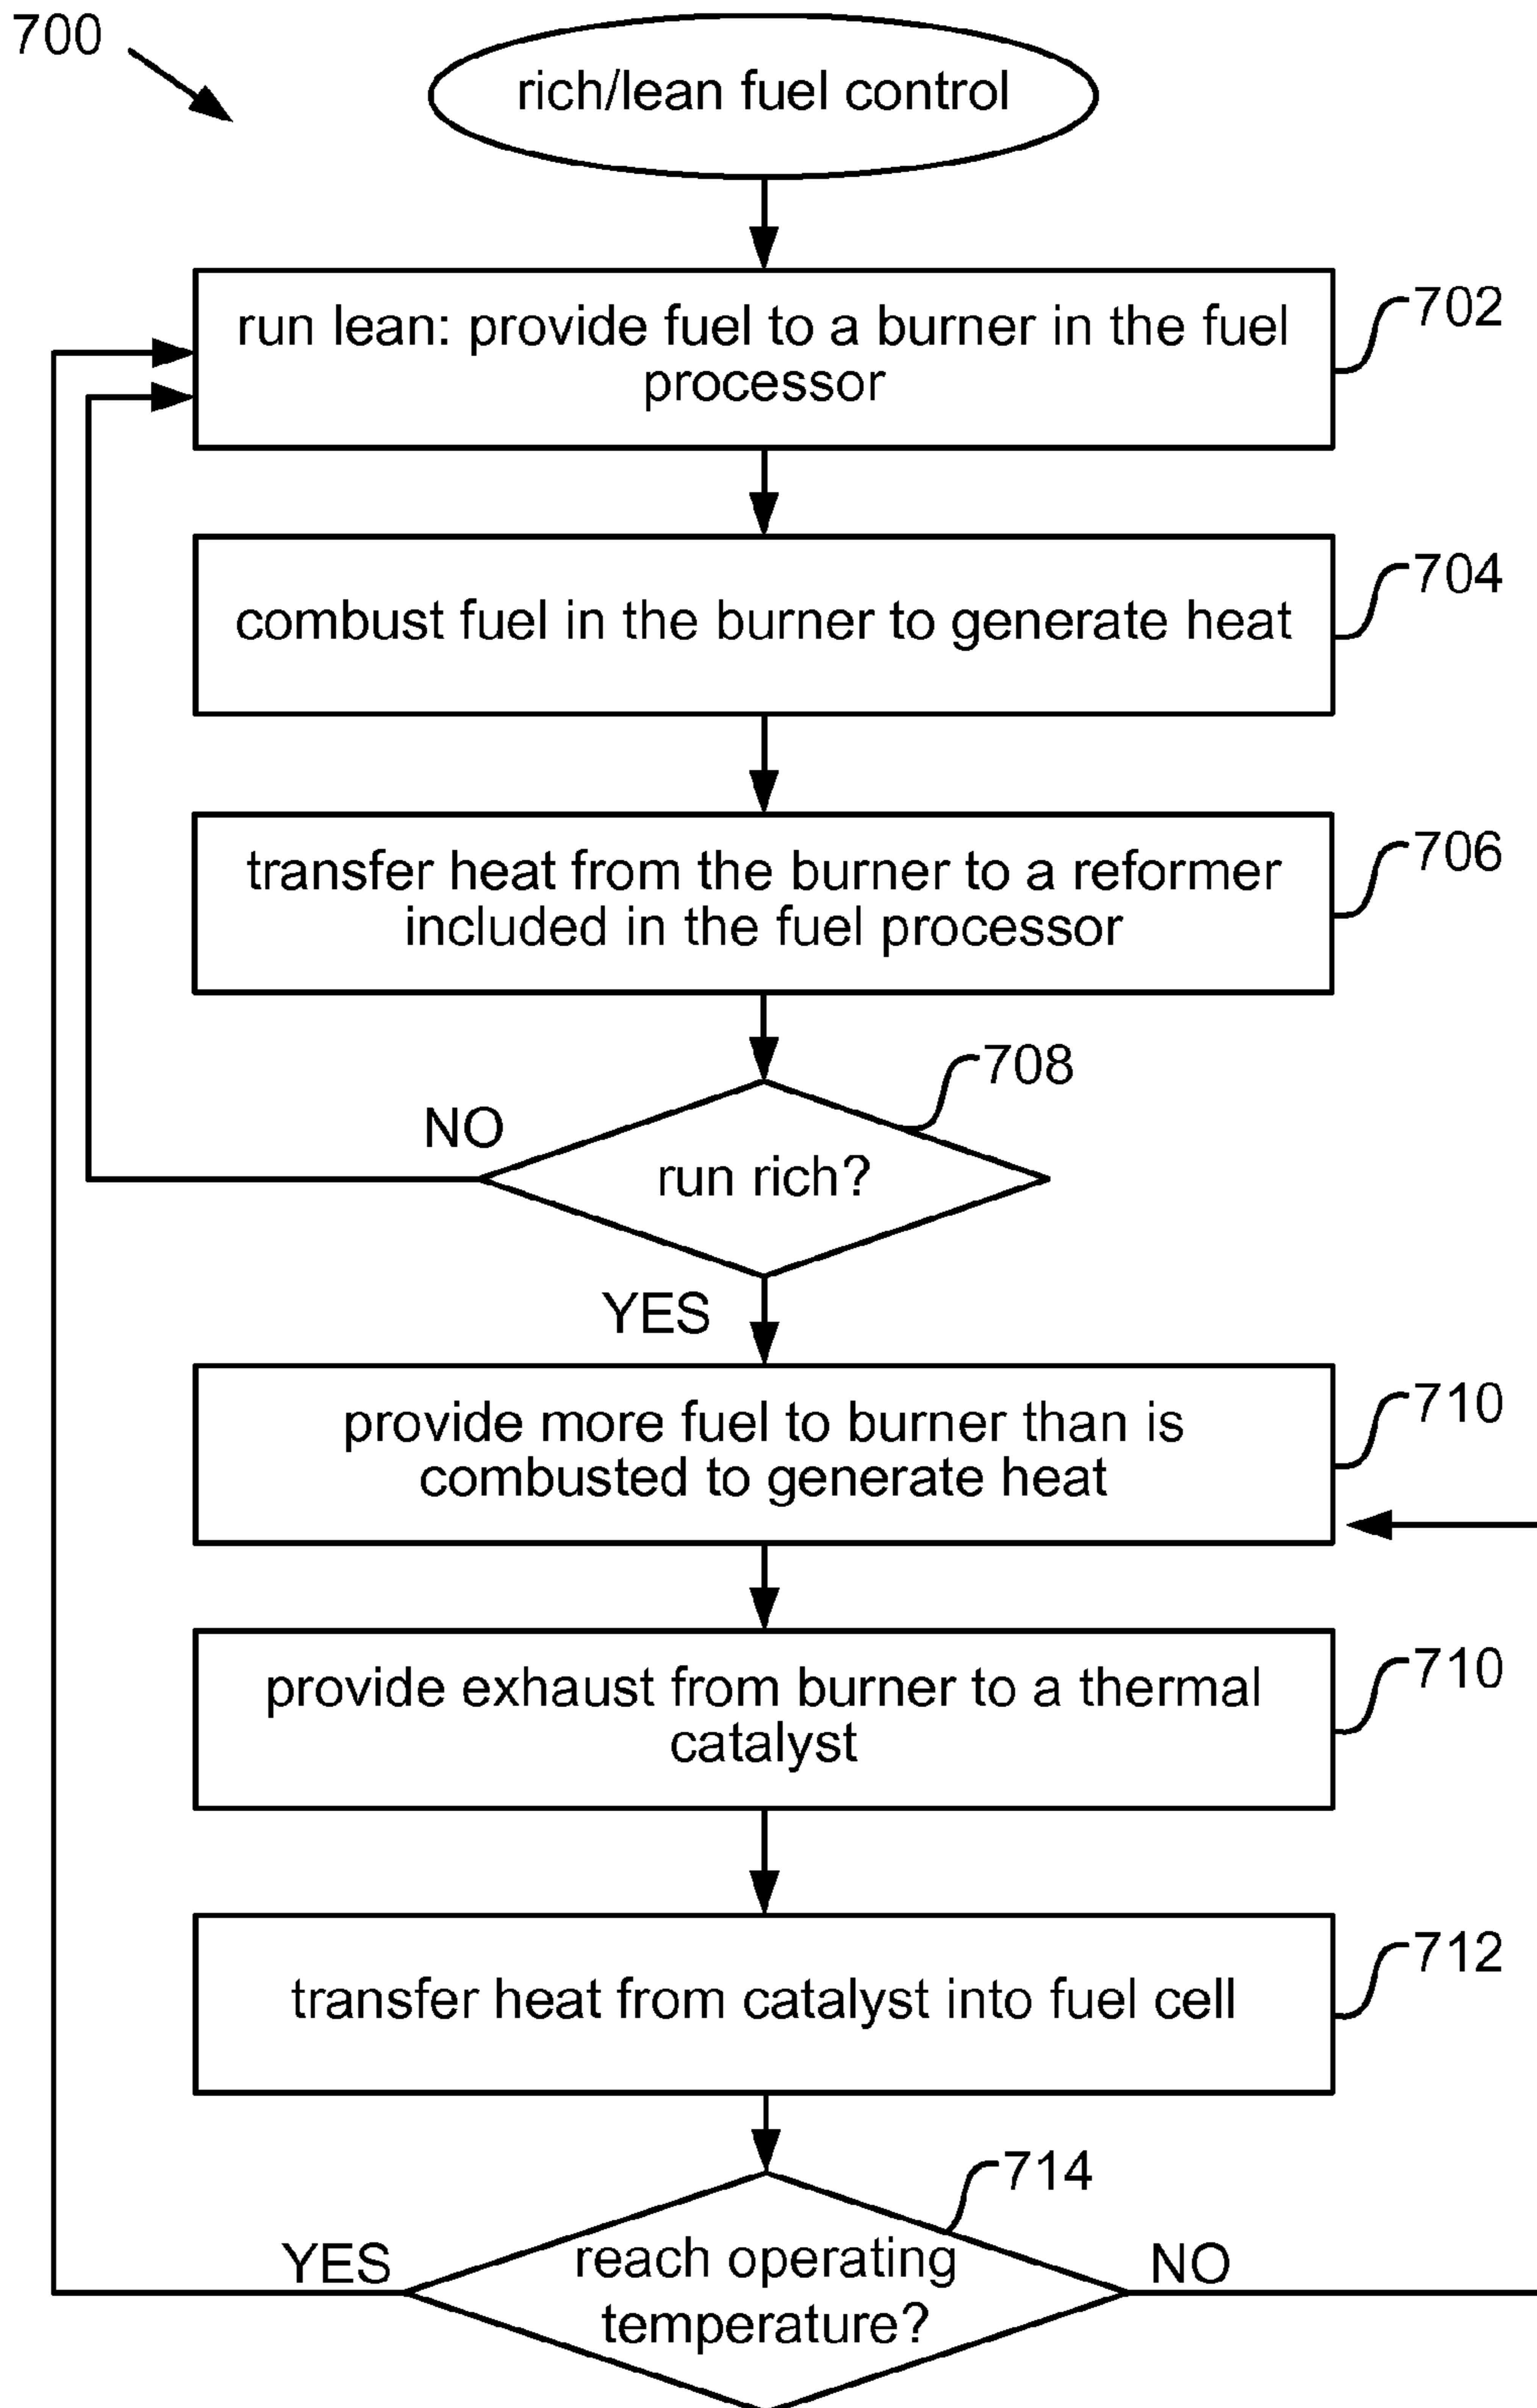 700
rich/lean fuel control
run lean: provide fuel to a burner in the fuel
processor
702
combust fuel in the burner to generate heat
704
transfer heat from the burner to a reformer
included in the fuel processor
706
708
NO
run rich?
YES
provide more fuel to burner than is
combusted to generate heat
710
provide exhaust from burner to a thermal
catalyst
710
transfer heat from catalyst into fuel cell
712
714
YES
reach operating
temperature?
NO